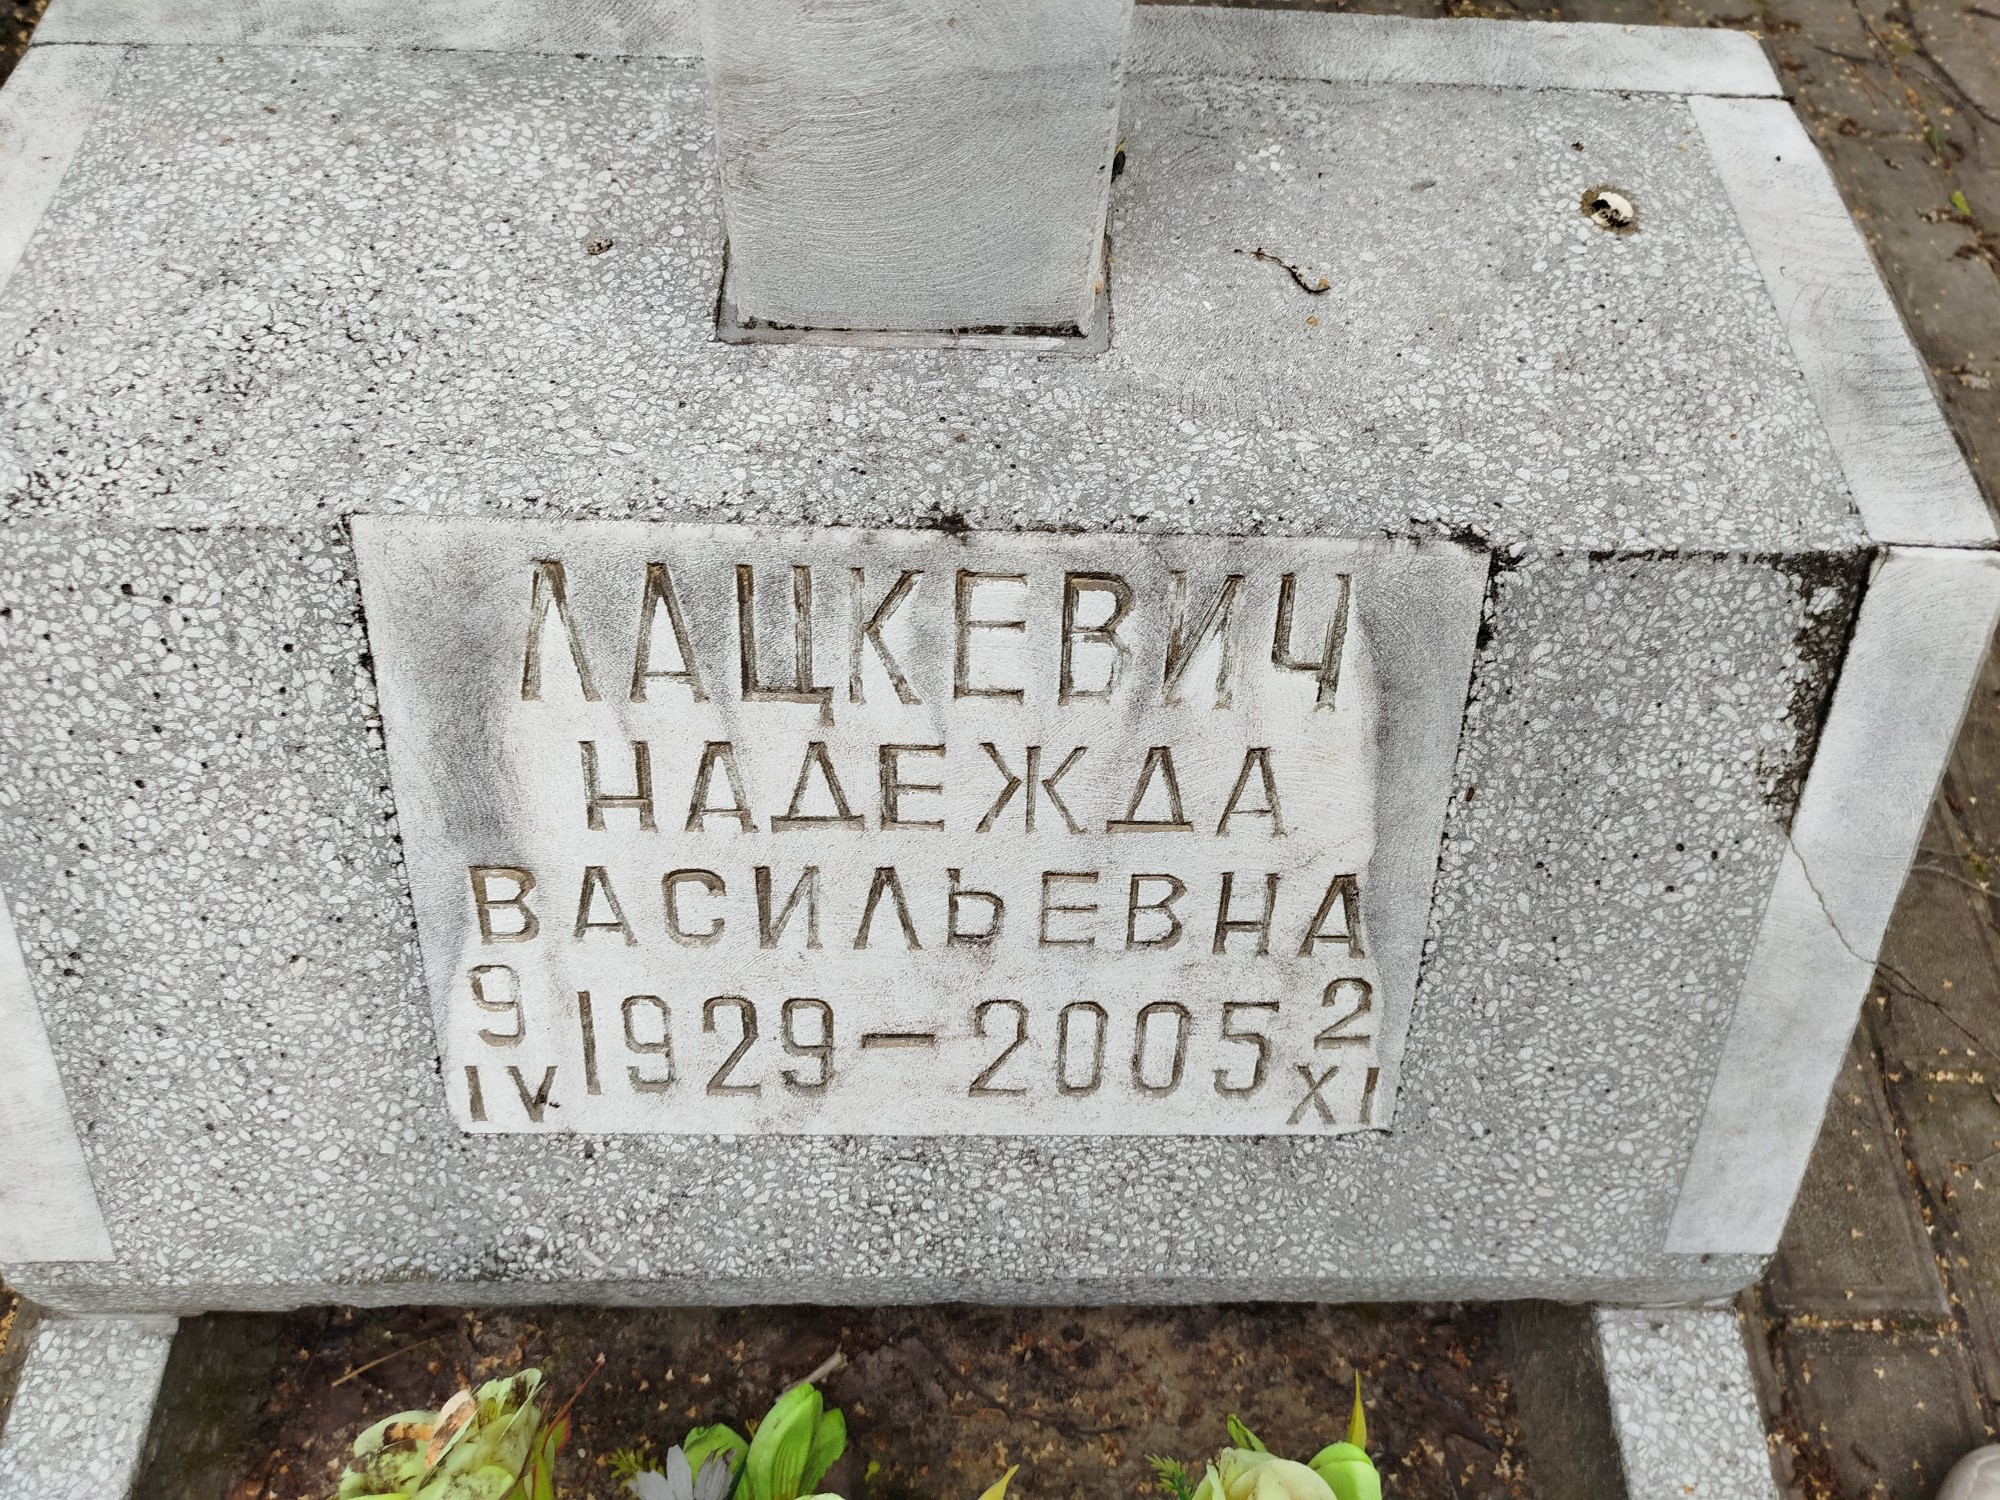 ЛАЦКЕВИЧ
НАДЕЖДА
ВАСИЛЬЕВНА
9 IV 1929–2005 2 XI